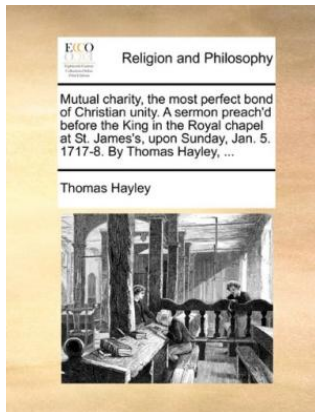 ECCO
Religion and Philosophy
Mutual charity, the most perfect bond
of Christian unity. A sermon preach'd
before the King in the Royal chapel
at St. James's, upon Sunday, Jan. 5.
1717-8. By Thomas Hayley, ...
Thomas Hayley